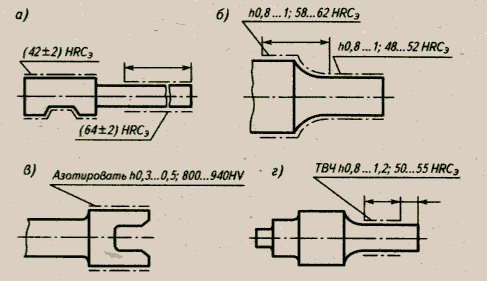 а)
(42±2) HRCэ
(64±2) HRCэ
б)
h0,8...1; 58...62 HRCэ
h0,8...1; 48...52 HRCэ
в)
Азотировать h0,3...0,5; 800...940HV
г)
ТВЧ h0,8...1,2; 50...55 HRCэ